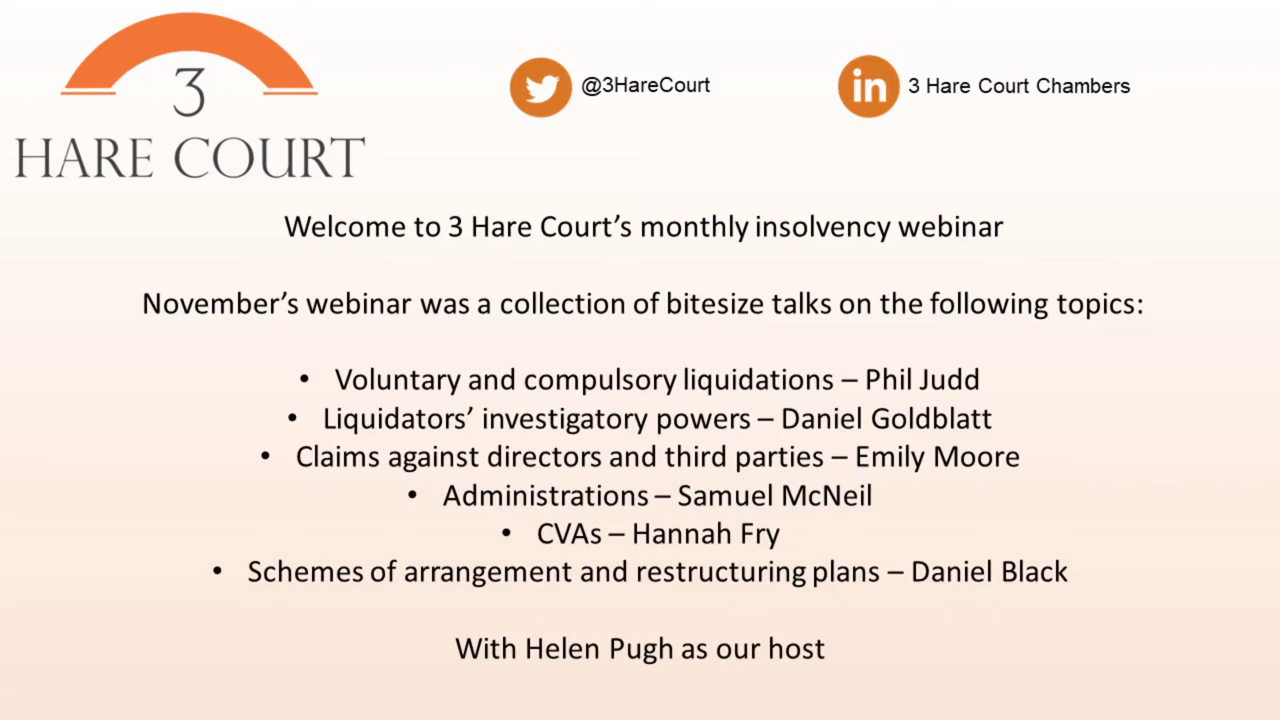 3
HARE COURT
@3HareCourt
in 3 Hare Court Chambers
Welcome to 3 Hare Court’s monthly insolvency webinar
November’s webinar was a collection of bitesize talks on the following topics:
• Voluntary and compulsory liquidations – Phil Judd
• Liquidators’ investigatory powers – Daniel Goldblatt
• Claims against directors and third parties – Emily Moore
• Administrations – Samuel McNeil
• CVAs – Hannah Fry
• Schemes of arrangement and restructuring plans – Daniel Black
With Helen Pugh as our host